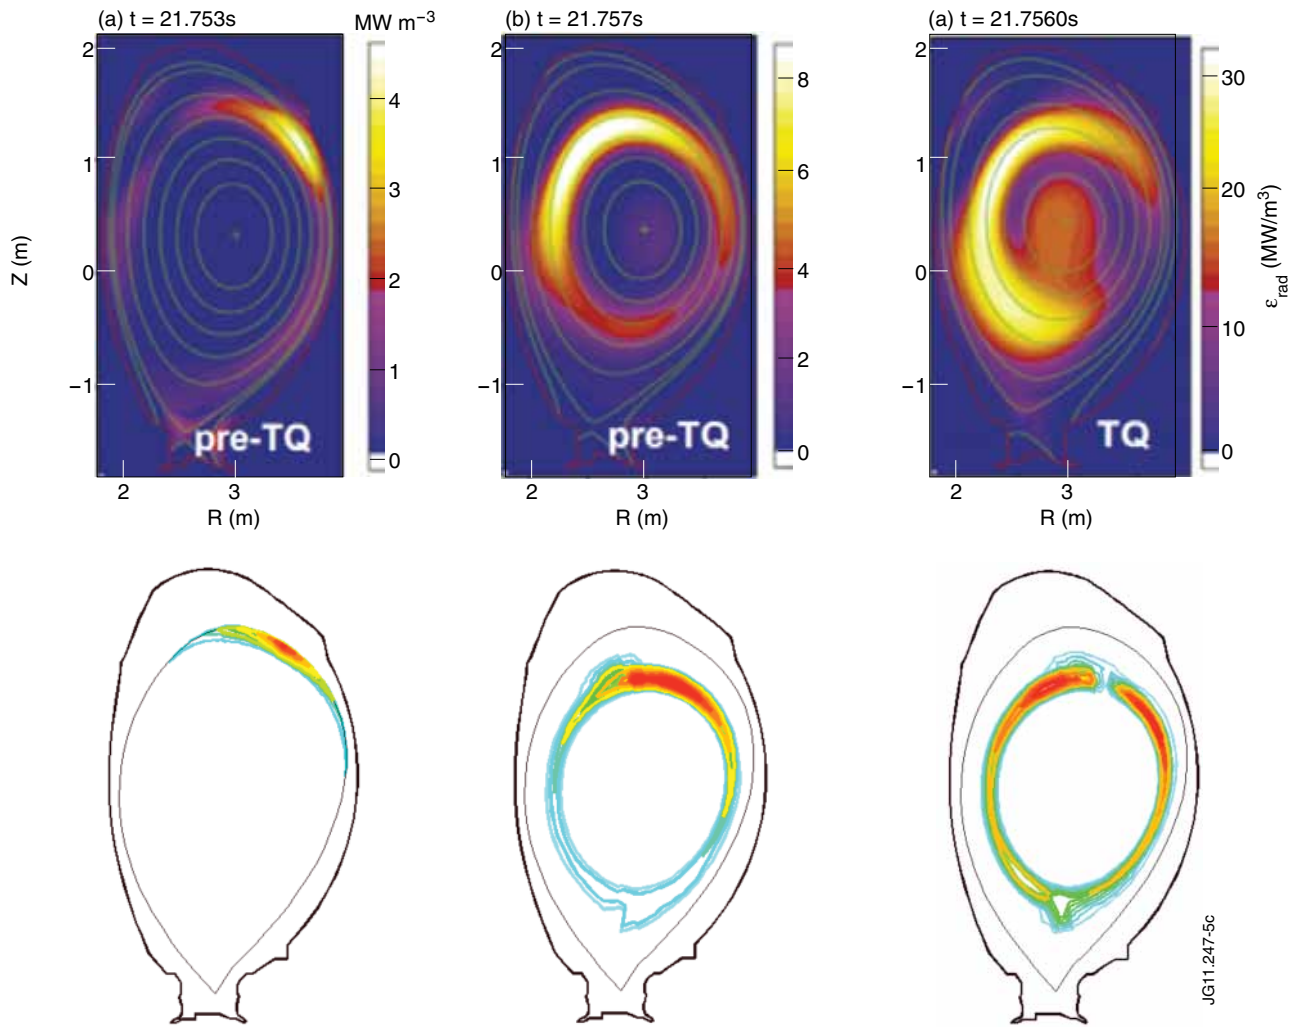 (a) t = 21.753s
MW m⁻³
(b) t = 21.757s
(a) t = 21.7560s
2
1
0
−1
Z (m)
4
3
2
1
0
pre-TQ
2
3
R (m)
2
1
0
−1
8
6
4
2
0
pre-TQ
2
3
R (m)
2
1
0
−1
30
20
10
0
εrad (MW/m³)
TQ
2
3
R (m)
JG11.247-5c